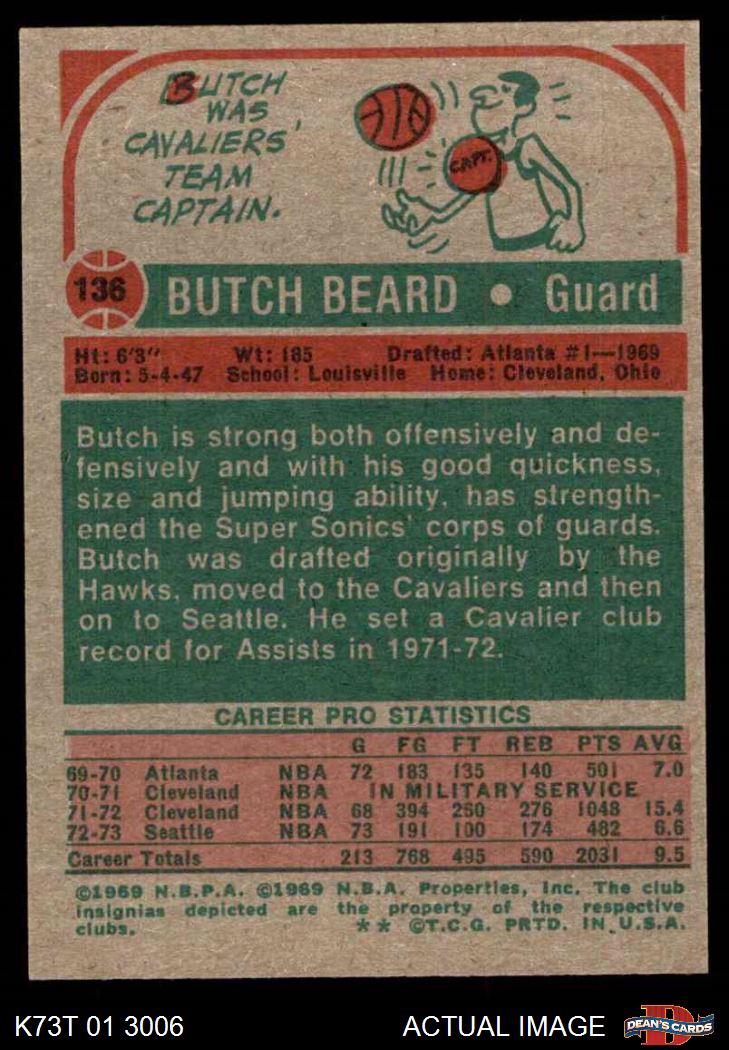 BUTCH
WAS
CAVALIERS'
TEAM
CAPTAIN.
CAPT.
136 BUTCH BEARD • Guard
Ht: 6'3" Wt: 185 Drafted: Atlanta #1—1969
Born: 5-4-47 School: Louisville Home: Cleveland, Ohio
Butch is strong both offensively and de-
fensively and with his good quickness,
size and jumping ability, has strength-
ened the Super Sonics' corps of guards.
Butch was drafted originally by the
Hawks, moved to the Cavaliers and then
on to Seattle. He set a Cavalier club
record for Assists in 1971-72.
CAREER PRO STATISTICS
G FG FT REB PTS AVG
69-70 Atlanta NBA 72 183 135 140 501 7.0
70-71 Cleveland NBA IN MILITARY SERVICE
71-72 Cleveland NBA 68 394 260 276 1048 15.4
72-73 Seattle NBA 73 191 100 174 482 6.6
Career Totals 213 768 495 590 2031 9.5
©1969 N.B.P.A. ©1969 N.B.A. Properties, Inc. The club
insignias depicted are the property of the respective
clubs. ** ©T.C.G. PRTD. IN U.S.A.
K73T 01 3006 ACTUAL IMAGE D DEAN'S CARDS